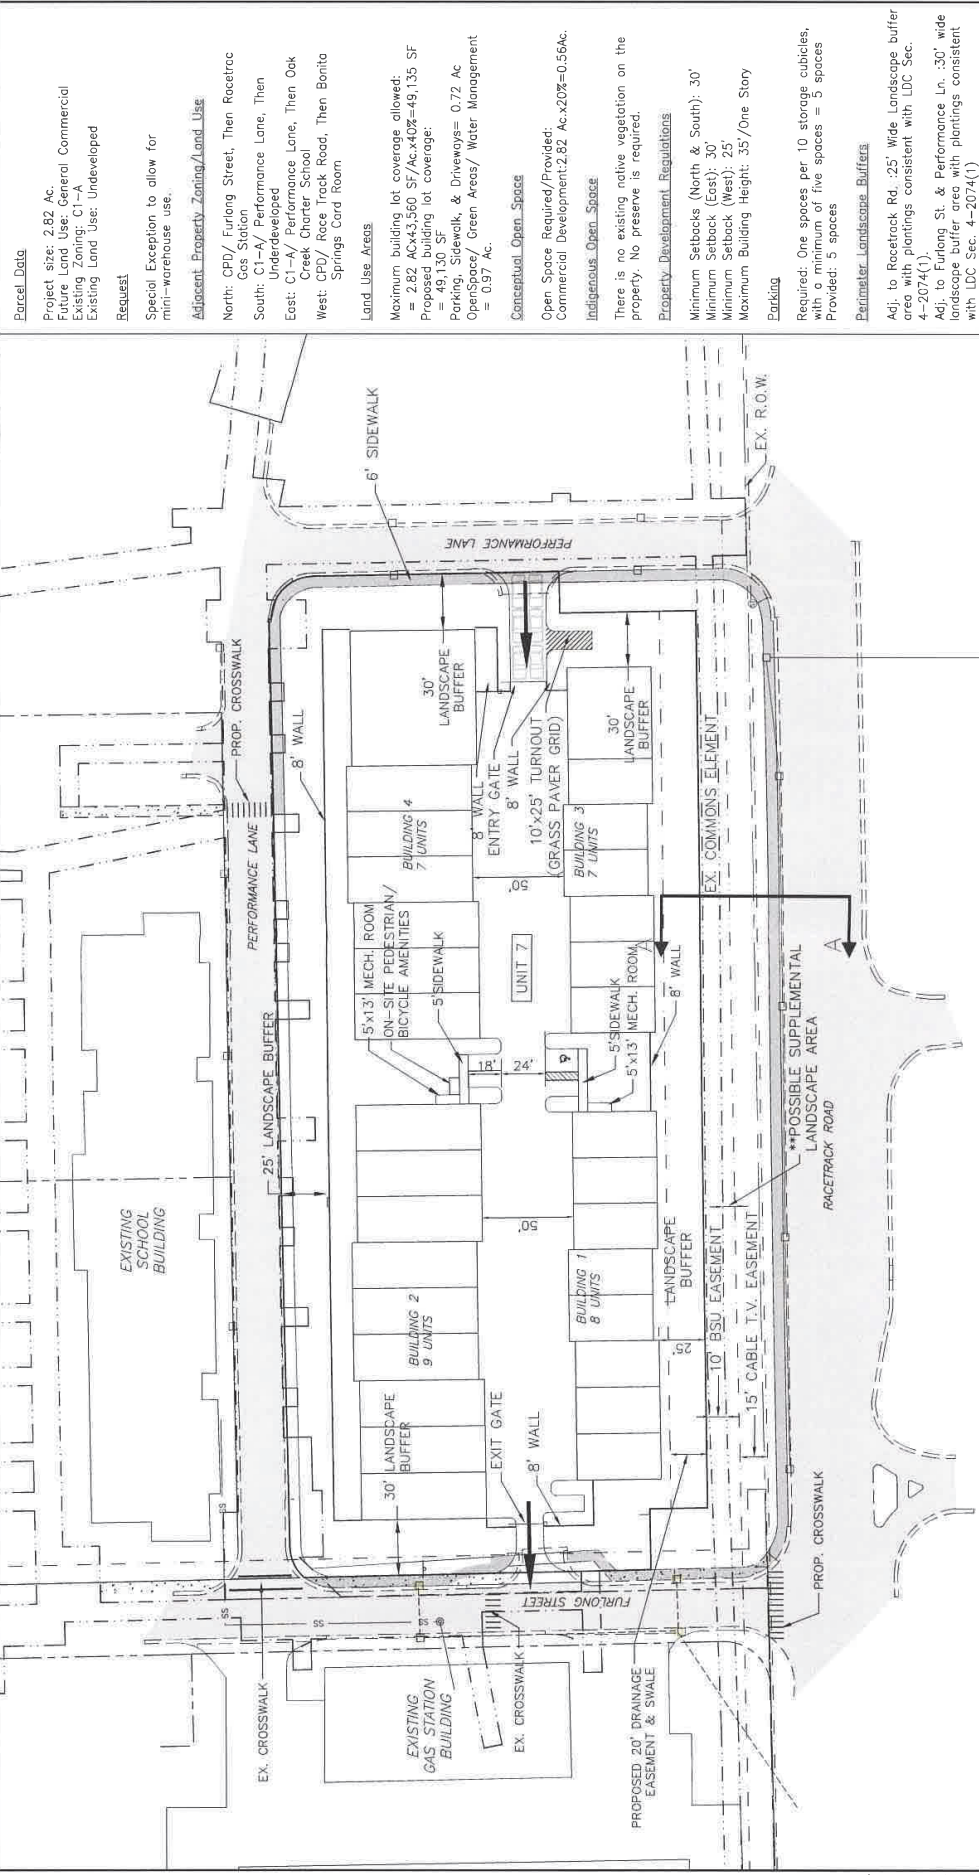 Parcel Data
Project size: 2.82 Ac.
Future Land Use: General Commercial
Existing Zoning: C1-A
Existing Land Use: Undeveloped
Request
Special Exception to allow for
mini-warehouse use.
Adjacent Property Zoning/Land Use
North: CPD/ Furlong Street, Then Racetrac
Gas Station
South: C1-A/ Performance Lane, Then
Underdeveloped
East: C1-A/ Performance Lane, Then Oak
Creek Charter School
West: CPD/ Race Track Road, Then Bonita
Springs Card Room
Land Use Areas
Maximum building lot coverage allowed:
= 2.82 ACx43,560 SF/Ac.x40%=49,135 SF
Proposed building lot coverage:
= 49,130 SF
Parking, Sidewalk, & Driveways= 0.72 Ac
OpenSpace/ Green Areas/ Water Management
= 0.97 Ac.
Conceptual Open Space
Open Space Required/Provided:
Commercial Development:2.82 Ac.x20%=0.56Ac.
Indigenous Open Space
There is no existing native vegetation on the
property. No preserve is required.
Property Development Regulations
Minimum Setbacks (North & South): 30'
Minimum Setback (East): 30'
Minimum Setback (West): 25'
Maximum Building Height: 35'/One Story
Parking
Required: One spaces per 10 storage cubicles,
with a minimum of five spaces = 5 spaces
Provided: 5 spaces
Perimeter Landscape Buffers
Adj. to Racetrack Rd. :25' Wide Landscape buffer
area with plantings consistent with LDC Sec.
4-2074(1).
Adj. to Furlong St. & Performance Ln. :30' wide
landscape buffer area with plantings consistent
with LDC Sec. 4-2074(1)
EXISTING
SCHOOL
BUILDING
PROP. CROSSWALK
PERFORMANCE LANE
8' WALL
25' LANDSCAPE BUFFER
6' SIDEWALK
PERFORMANCE LANE
30'
LANDSCAPE
BUFFER
BUILDING 4
7 UNITS
8' WALL
ENTRY GATE
8' WALL
10'x25' TURNOUT
(GRASS PAVER GRID)
5'x13' MECH. ROOM
ON-SITE PEDESTRIAN/
BICYCLE AMENITIES
5'SIDEWALK
50'
UNIT 7
18'
24'
BUILDING 3
7 UNITS
30'
LANDSCAPE
BUFFER
5'SIDEWALK
5'x13' MECH. ROOM
8' WALL
EX. COMMONS ELEMENT
EX. R.O.W.
A
A
BUILDING 2
9 UNITS
50'
BUILDING 1
8 UNITS
25'
LANDSCAPE
BUFFER
30' LANDSCAPE
BUFFER
EXIT GATE
8' WALL
10' BSU EASEMENT
15' CABLE T.V. EASEMENT
**POSSIBLE SUPPLEMENTAL
LANDSCAPE AREA
RACETRACK ROAD
PROP. CROSSWALK
FURLONG STREET
SS
SS
SS
SS
EX. CROSSWALK
EXISTING
GAS STATION
BUILDING
EX. CROSSWALK
PROPOSED 20' DRAINAGE
EASEMENT & SWALE